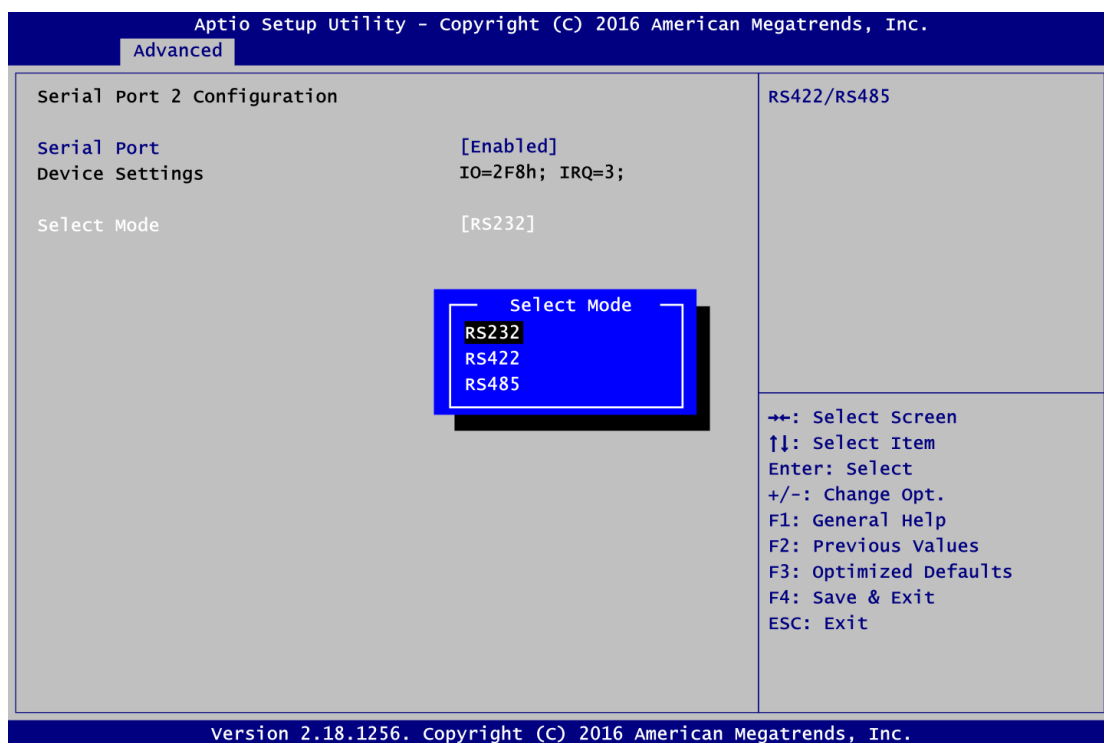 Aptio Setup Utility - Copyright (C) 2016 American Megatrends, Inc.
Advanced
Serial Port 2 Configuration
Serial Port [Enabled]
Device Settings IO=2F8h; IRQ=3;
Select Mode [RS232]
Select Mode
RS232
RS422
RS485
RS422/RS485
→←: Select Screen
↑↓: Select Item
Enter: Select
+/-: Change Opt.
F1: General Help
F2: Previous Values
F3: Optimized Defaults
F4: Save & Exit
ESC: Exit
Version 2.18.1256. Copyright (C) 2016 American Megatrends, Inc.